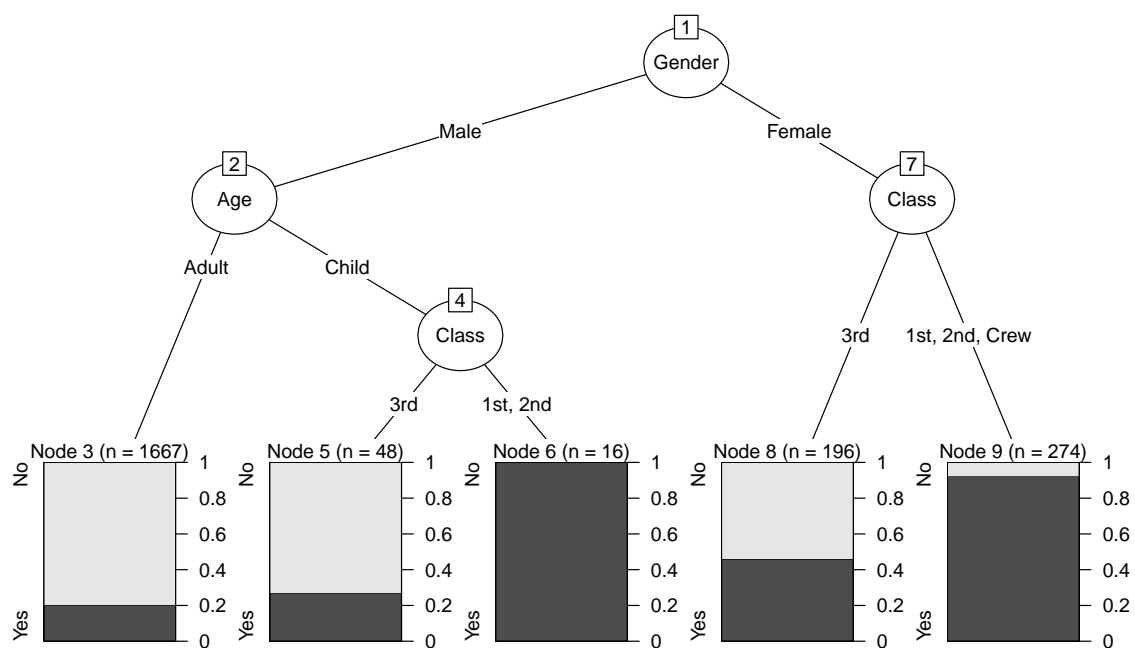 1
Gender
Male
Female
2
Age
7
Class
Adult
Child
4
Class
3rd
1st, 2nd
3rd
1st, 2nd, Crew
Node 3 (n = 1667)
Yes
No
0
0.2
0.4
0.6
0.8
1
Node 5 (n = 48)
Yes
No
0
0.2
0.4
0.6
0.8
1
Node 6 (n = 16)
Yes
No
0
0.2
0.4
0.6
0.8
1
Node 8 (n = 196)
Yes
No
0
0.2
0.4
0.6
0.8
1
Node 9 (n = 274)
Yes
No
0
0.2
0.4
0.6
0.8
1